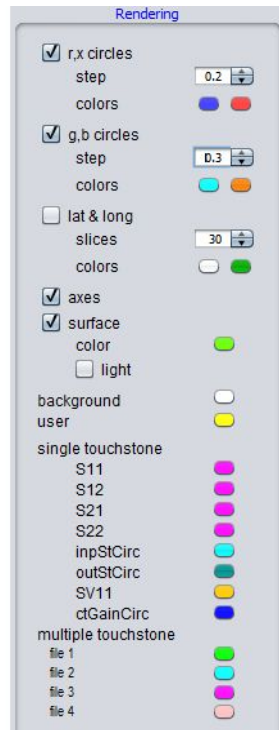 Rendering
r,x circles
step 0.2
colors
g,b circles
step 0.3
colors
lat & long
slices 30
colors
axes
surface
color
light
background
user
single touchstone
S11
S12
S21
S22
inpStCirc
outStCirc
SV11
ctGainCirc
multiple touchstone
file 1
file 2
file 3
file 4